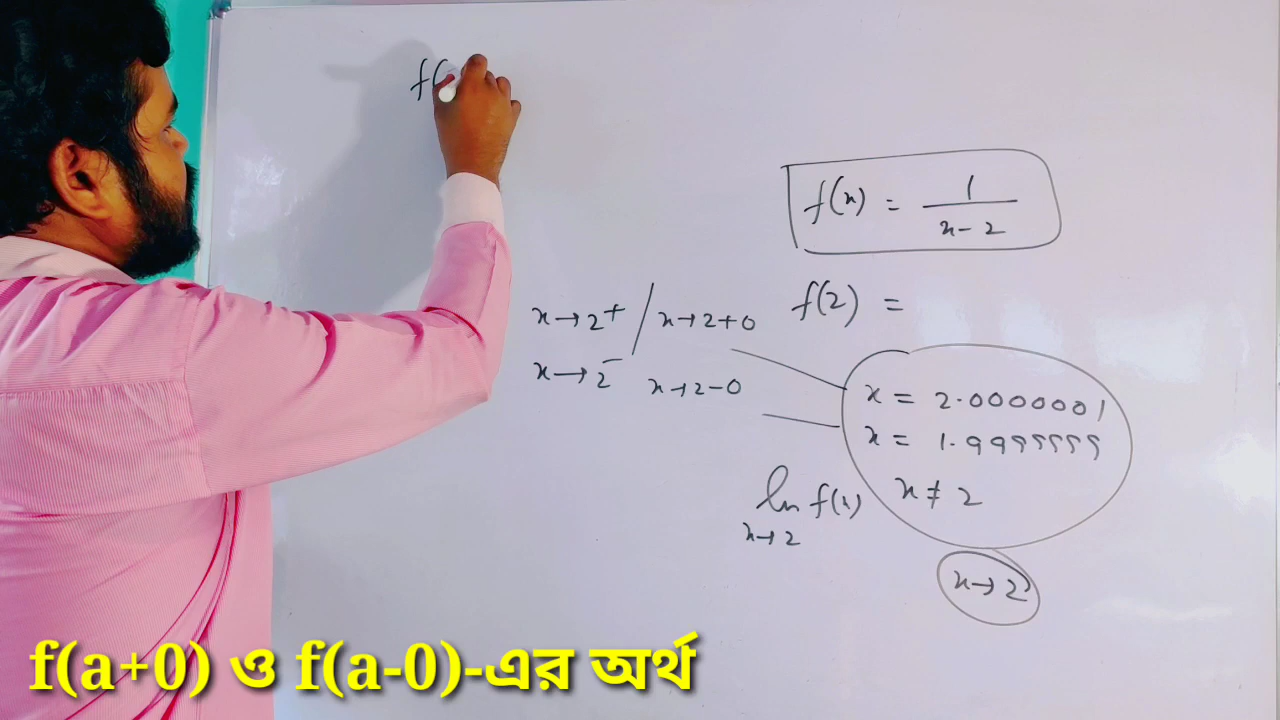 f(
f(x) = 1/(x-2)
f(2) =
x→2+ / x→2+0
x→2- x→2-0
x = 2.0000001
x = 1.9999999
x ≠ 2
lim f(x)
x→2
x→2
f(a+0) ও f(a-0)-এর অর্থ